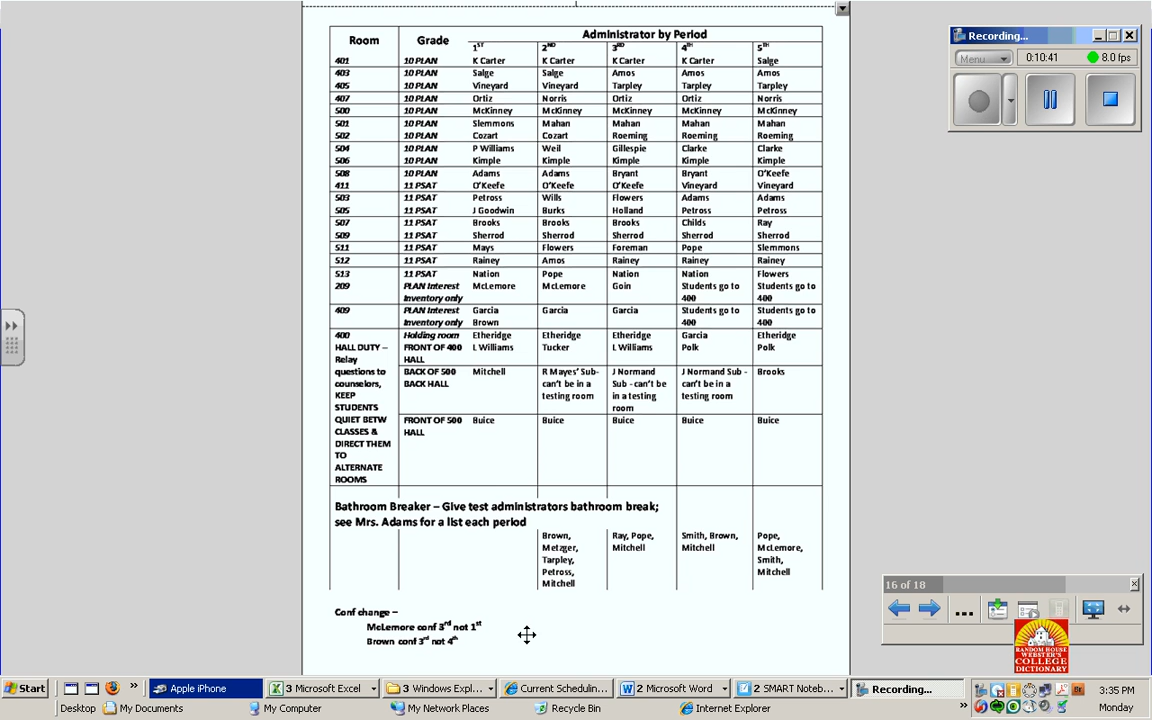 Room Grade Administrator by Period
1ST 2ND 3RD 4TH 5TH
401 10 PLAN K Carter K Carter K Carter K Carter Salge
403 10 PLAN Salge Salge Amos Amos Amos
405 10 PLAN Vineyard Vineyard Tarpley Tarpley Tarpley
407 10 PLAN Ortiz Norris Ortiz Ortiz Norris
500 10 PLAN McKinney McKinney McKinney McKinney McKinney
501 10 PLAN Slemmons Mahan Mahan Mahan Mahan
502 10 PLAN Cozart Cozart Roeming Roeming Roeming
504 10 PLAN P Williams Weil Gillespie Clarke Clarke
506 10 PLAN Kimple Kimple Kimple Kimple Kimple
508 10 PLAN Adams Adams Bryant Bryant O'Keefe
411 11 PSAT O'Keefe O'Keefe O'Keefe Vineyard Vineyard
503 11 PSAT Petross Wills Flowers Adams Adams
505 11 PSAT J Goodwin Burks Holland Petross Petross
507 11 PSAT Brooks Brooks Brooks Childs Ray
509 11 PSAT Sherrod Sherrod Sherrod Sherrod Sherrod
511 11 PSAT Mays Flowers Foreman Pope Slemmons
512 11 PSAT Rainey Amos Rainey Rainey Rainey
513 11 PSAT Nation Pope Nation Nation Flowers
209 PLAN Interest McLemore McLemore Goin Students go to Students go to
Inventory only 400 400
409 PLAN Interest Garcia Garcia Garcia Students go to Students go to
Inventory only Brown 400 400
400 Holding room Etheridge Etheridge Etheridge Garcia Etheridge
HALL DUTY – FRONT OF 400 L Williams Tucker L Williams Polk Polk
Relay HALL
questions to BACK OF 500 Mitchell R Mayes' Sub- J Normand J Normand Sub - Brooks
counselors, BACK HALL can't be in a Sub - can't be can't be in a
KEEP testing room in a testing testing room
STUDENTS room
QUIET BETW FRONT OF 500 Buice Buice Buice Buice Buice
CLASSES & HALL
DIRECT THEM
TO
ALTERNATE
ROOMS
Bathroom Breaker – Give test administrators bathroom break;
see Mrs. Adams for a list each period
Brown, Ray, Pope, Smith, Brown, Pope,
Metzger, Mitchell Mitchell McLemore,
Tarpley, Smith,
Petross, Mitchell
Mitchell
Conf change –
McLemore conf 3rd not 1st
Brown conf 3rd not 4th
Recording...
Menu 0:10:41 8.0 fps
16 of 18
...
RANDOM HOUSE
WEBSTER'S
COLLEGE
DICTIONARY
Start » Apple iPhone 3 Microsoft Excel 3 Windows Expl... Current Schedulin... 2 Microsoft Word 2 SMART Noteb... Recording... 3:35 PM
Desktop My Documents My Computer My Network Places Recycle Bin Internet Explorer » Monday